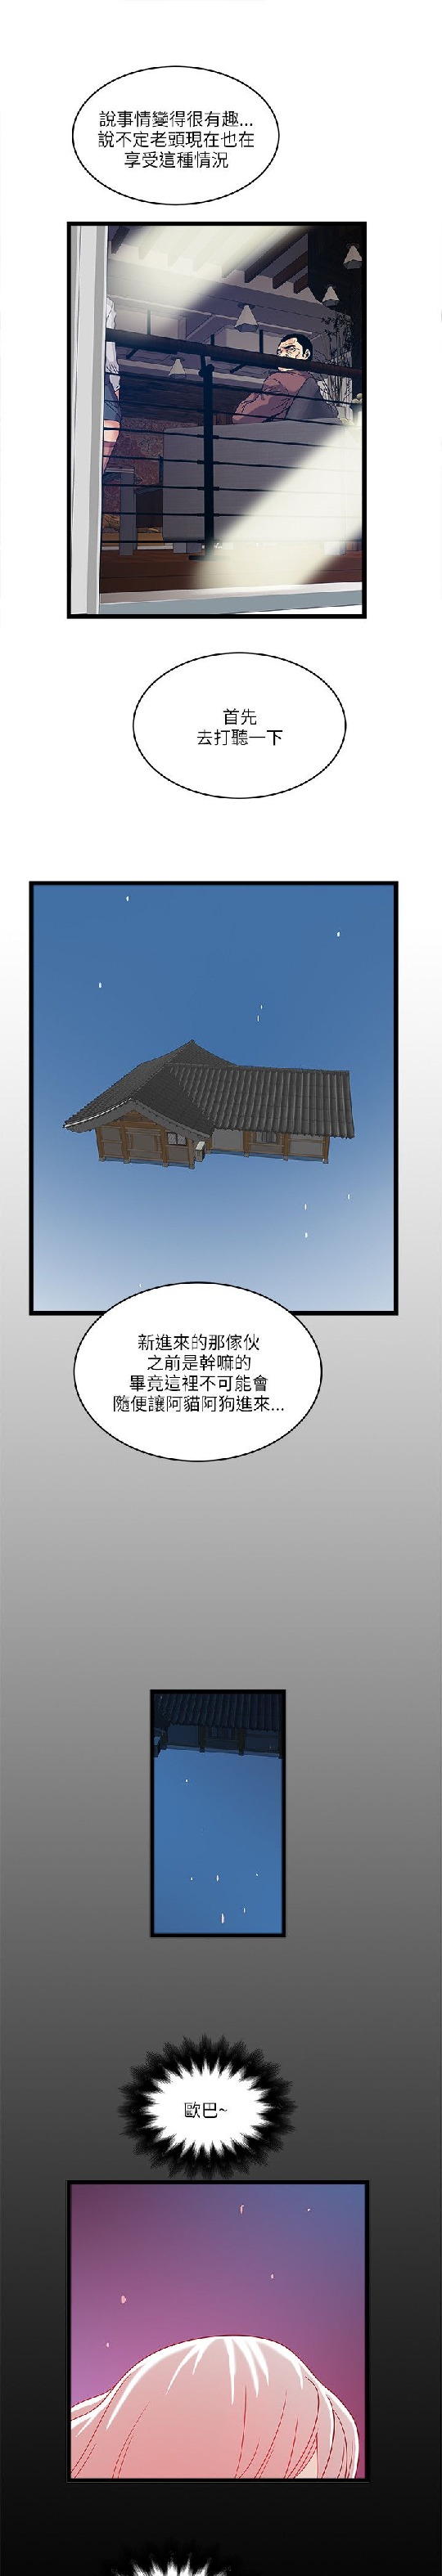 說事情變得很有趣...
說不定老頭現在也在
享受這種情況
首先
去打聽一下
新進來的那傢伙
之前是幹嘛的
畢竟這裡不可能會
隨便讓阿貓阿狗進來...
歐巴~